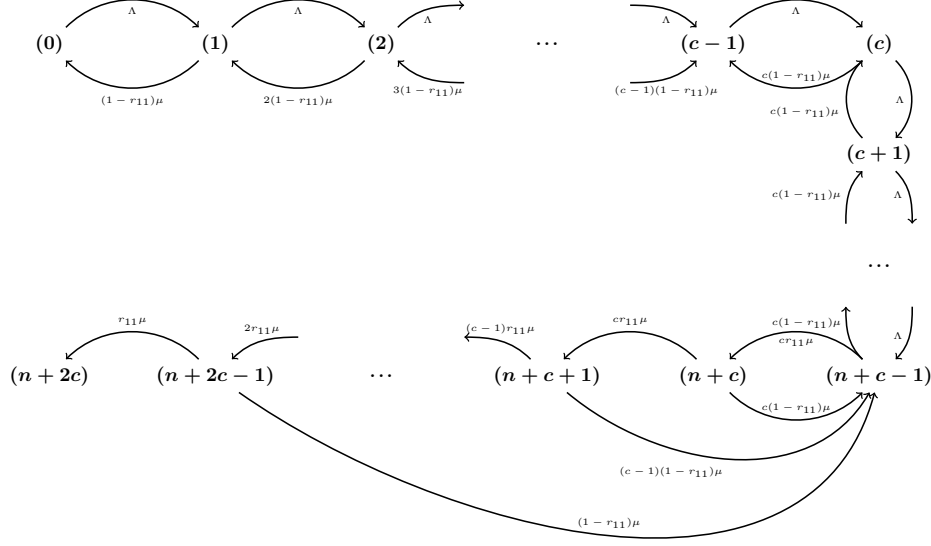 Λ Λ Λ Λ Λ
(0) (1) (2) ⋯ (c − 1) (c)
(1 − r₁₁)μ 2(1 − r₁₁)μ 3(1 − r₁₁)μ (c − 1)(1 − r₁₁)μ c(1 − r₁₁)μ
c(1 − r₁₁)μ Λ
(c + 1)
c(1 − r₁₁)μ Λ
⋯
r₁₁μ 2r₁₁μ (c − 1)r₁₁μ cr₁₁μ c(1 − r₁₁)μ Λ
cr₁₁μ
(n + 2c) (n + 2c − 1) ⋯ (n + c + 1) (n + c) (n + c − 1)
c(1 − r₁₁)μ
(c − 1)(1 − r₁₁)μ
(1 − r₁₁)μ